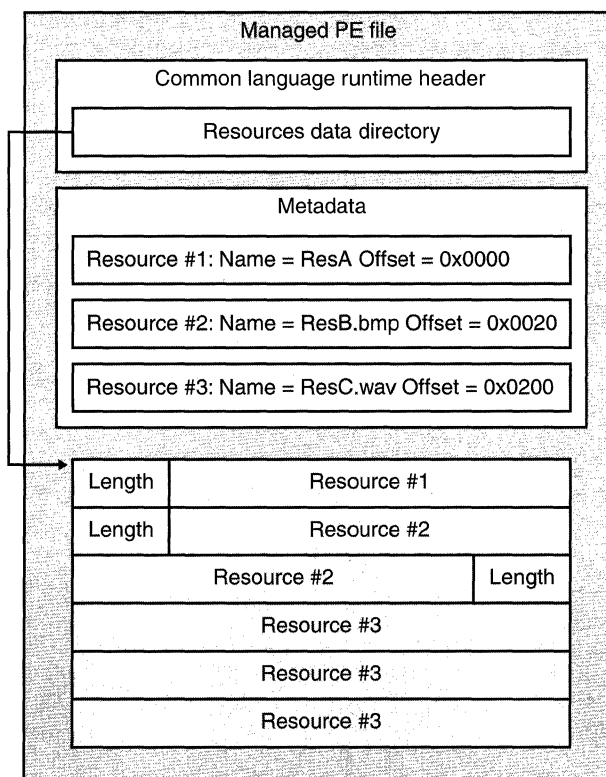 Managed PE file
Common language runtime header
Resources data directory
Metadata
Resource #1: Name = ResA Offset = 0x0000
Resource #2: Name = ResB.bmp Offset = 0x0020
Resource #3: Name = ResC.wav Offset = 0x0200
Length Resource #1
Length Resource #2
Resource #2 Length
Resource #3
Resource #3
Resource #3